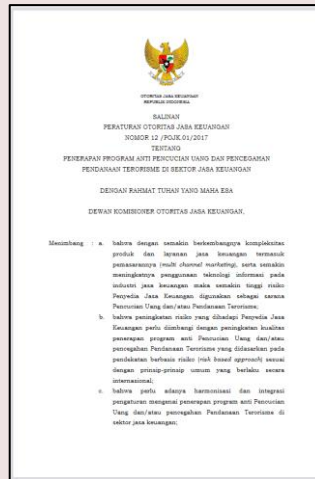 OTORITAS JASA KEUANGAN
REPUBLIK INDONESIA
SALINAN
PERATURAN OTORITAS JASA KEUANGAN
NOMOR 12 /POJK.01/2017
TENTANG
PENERAPAN PROGRAM ANTI PENCUCIAN UANG DAN PENCEGAHAN
PENDANAAN TERORISME DI SEKTOR JASA KEUANGAN
DENGAN RAHMAT TUHAN YANG MAHA ESA
DEWAN KOMISIONER OTORITAS JASA KEUANGAN,
Menimbang : a. bahwa dengan semakin berkembangnya kompleksitas
produk dan layanan jasa keuangan termasuk
pemasarannya (multi channel marketing), serta semakin
meningkatnya penggunaan teknologi informasi pada
industri jasa keuangan maka semakin tinggi risiko
Penyedia Jasa Keuangan digunakan sebagai sarana
Pencucian Uang dan/atau Pendanaan Terorisme;
b. bahwa peningkatan risiko yang dihadapi Penyedia Jasa
Keuangan perlu diimbangi dengan peningkatan kualitas
penerapan program anti Pencucian Uang dan/atau
pencegahan Pendanaan Terorisme yang didasarkan pada
pendekatan berbasis risiko (risk based approach) sesuai
dengan prinsip-prinsip umum yang berlaku secara
internasional;
c. bahwa perlu adanya harmonisasi dan integrasi
pengaturan mengenai penerapan program anti Pencucian
Uang dan/atau pencegahan Pendanaan Terorisme di
sektor jasa keuangan;